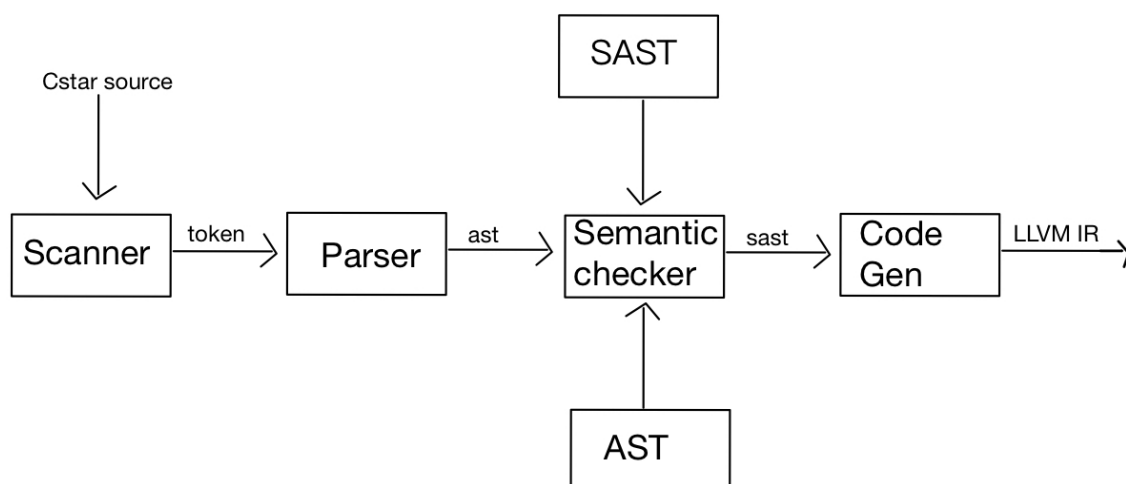 SAST
Cstar source
Scanner
token
Parser
ast
Semantic
checker
sast
Code
Gen
LLVM IR
AST